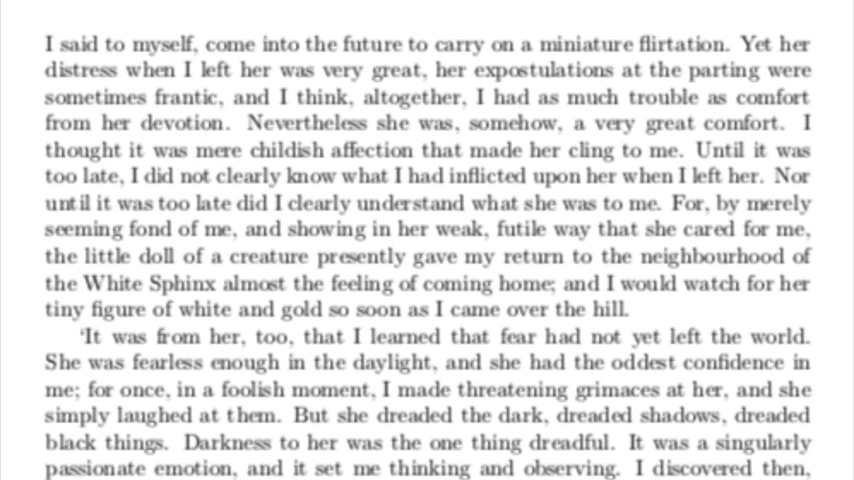 I said to myself, come into the future to carry on a miniature flirtation. Yet her
distress when I left her was very great, her expostulations at the parting were
sometimes frantic, and I think, altogether, I had as much trouble as comfort
from her devotion. Nevertheless she was, somehow, a very great comfort. I
thought it was mere childish affection that made her cling to me. Until it was
too late, I did not clearly know what I had inflicted upon her when I left her. Nor
until it was too late did I clearly understand what she was to me. For, by merely
seeming fond of me, and showing in her weak, futile way that she cared for me,
the little doll of a creature presently gave my return to the neighbourhood of
the White Sphinx almost the feeling of coming home; and I would watch for her
tiny figure of white and gold so soon as I came over the hill.
‘It was from her, too, that I learned that fear had not yet left the world.
She was fearless enough in the daylight, and she had the oddest confidence in
me; for once, in a foolish moment, I made threatening grimaces at her, and she
simply laughed at them. But she dreaded the dark, dreaded shadows, dreaded
black things. Darkness to her was the one thing dreadful. It was a singularly
passionate emotion, and it set me thinking and observing. I discovered then,